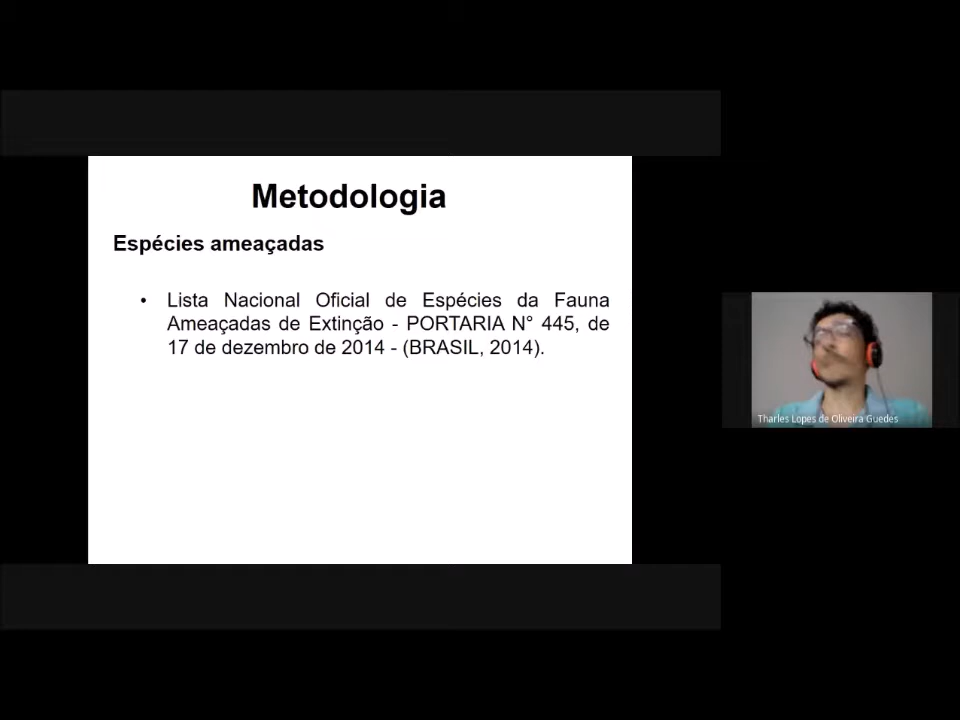 Metodologia
Espécies ameaçadas
• Lista Nacional Oficial de Espécies da Fauna
Ameaçadas de Extinção - PORTARIA N° 445, de
17 de dezembro de 2014 - (BRASIL, 2014).
Tharles Lopes de Oliveira Guedes